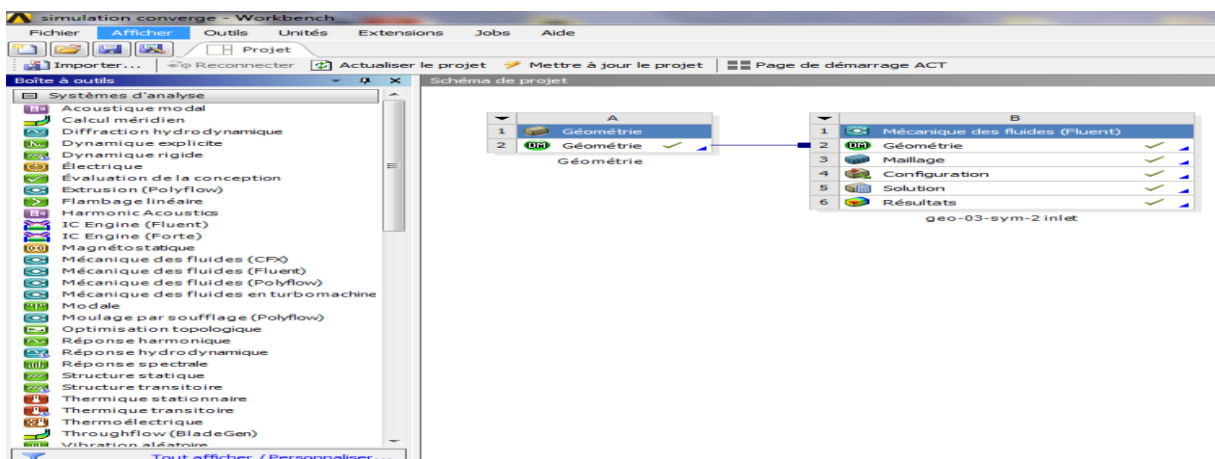 simulation converge - Workbench
Fichier Afficher Outils Unités Extensions Jobs Aide
Projet
Importer... Reconnecter Actualiser le projet Mettre à jour le projet Page de démarrage ACT
Boîte à outils
Systèmes d'analyse
Acoustique modal
Calcul méridien
Diffraction hydrodynamique
Dynamique explicite
Dynamique rigide
Électrique
Évaluation de la conception
Extrusion (Polyflow)
Flambage linéaire
Harmonic Acoustics
IC Engine (Fluent)
IC Engine (Forte)
Magnétostatique
Mécanique des fluides (CFX)
Mécanique des fluides (Fluent)
Mécanique des fluides (Polyflow)
Mécanique des fluides en turbomachine
Modale
Moulage par soufflage (Polyflow)
Optimisation topologique
Réponse harmonique
Réponse hydrodynamique
Réponse spectrale
Structure statique
Structure transitoire
Thermique stationnaire
Thermique transitoire
Thermoélectrique
Throughflow (BladeGen)
Vibration aléatoire
Tout afficher / Personnaliser...
Schéma de projet
A
1 Géométrie
2 Géométrie
Géométrie
B
1 Mécanique des fluides (Fluent)
2 Géométrie
3 Maillage
4 Configuration
5 Solution
6 Résultats
geo-03-sym-2 inlet